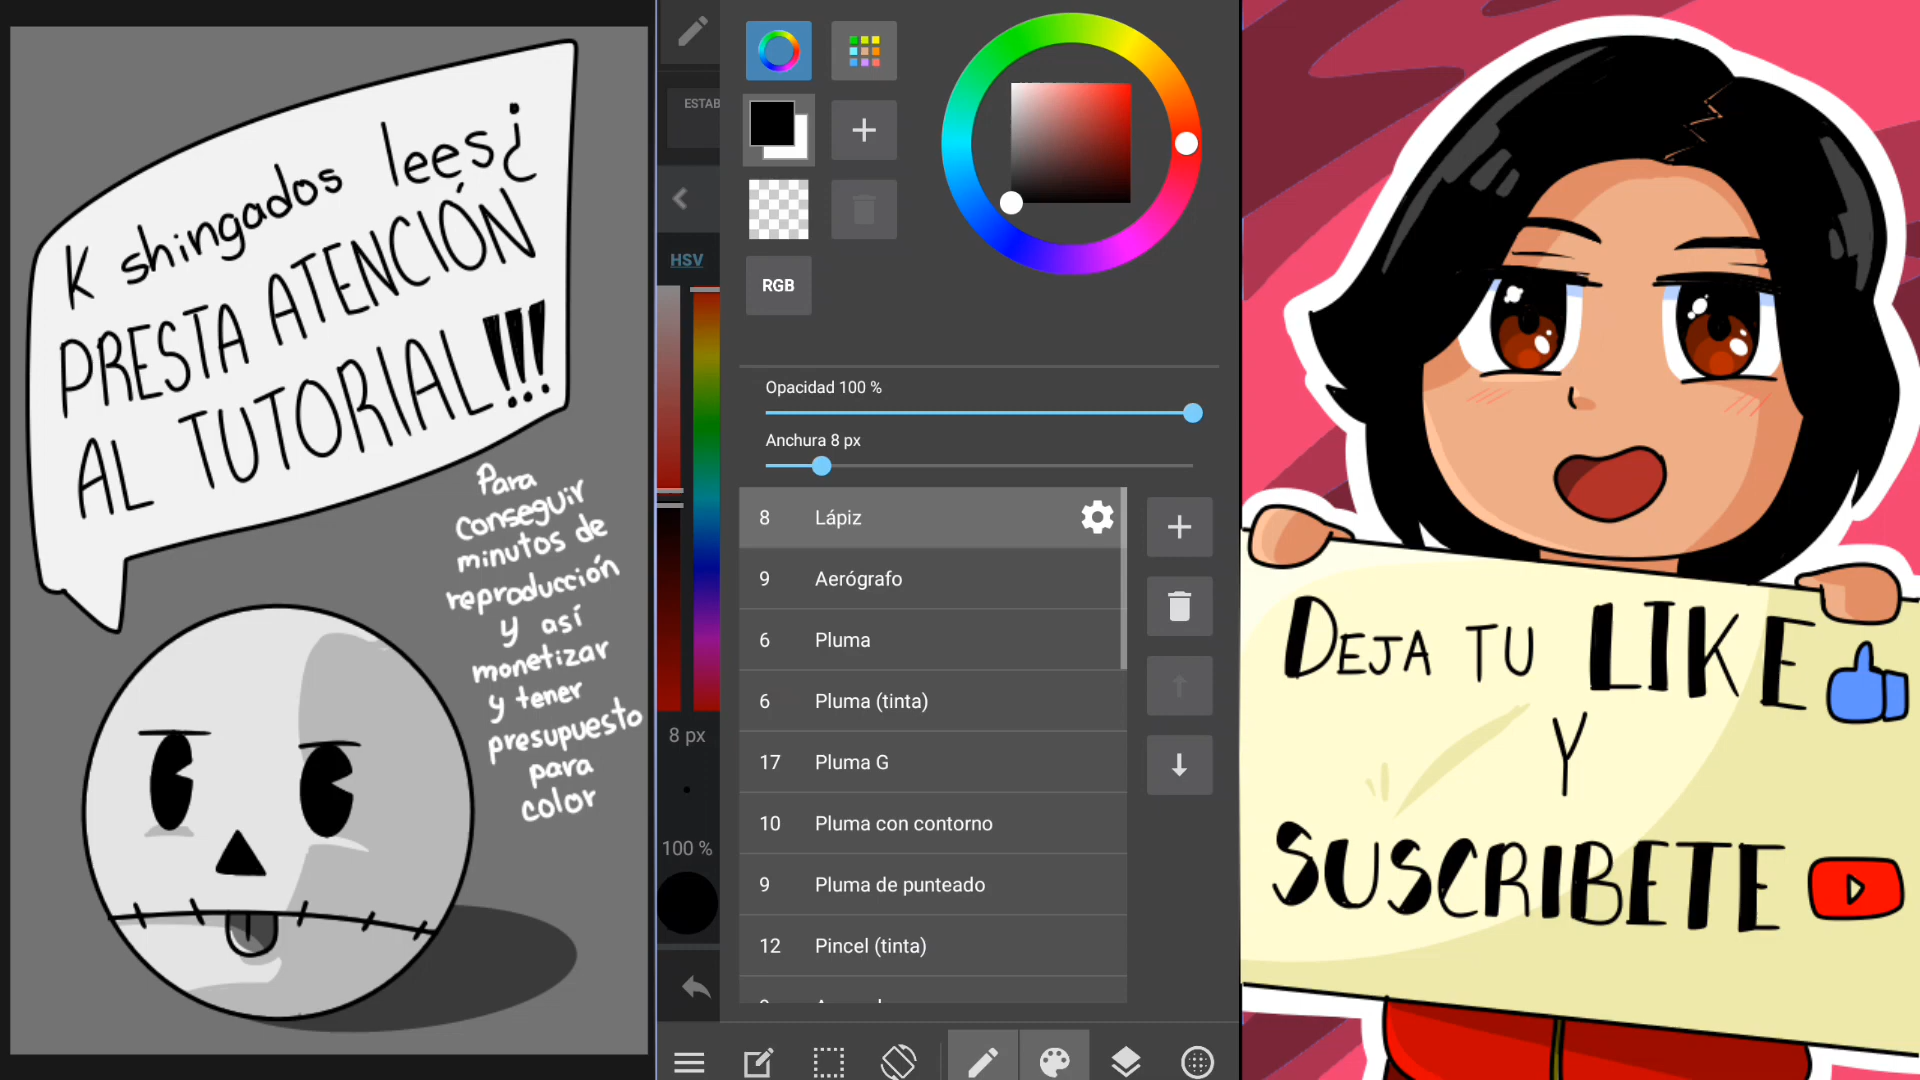 K shingados lees¿
PRESTA ATENCIÓN
AL TUTORIAL!!!
Para
conseguir
minutos de
reproducción
y así
monetizar
y tener
presupuesto
para
color
ESTAB
HSV
8 px
100 %
RGB
Opacidad 100 %
Anchura 8 px
8 Lápiz
9 Aerógrafo
6 Pluma
6 Pluma (tinta)
17 Pluma G
10 Pluma con contorno
9 Pluma de punteado
12 Pincel (tinta)
DEJA TU LIKE
Y
SUSCRIBETE